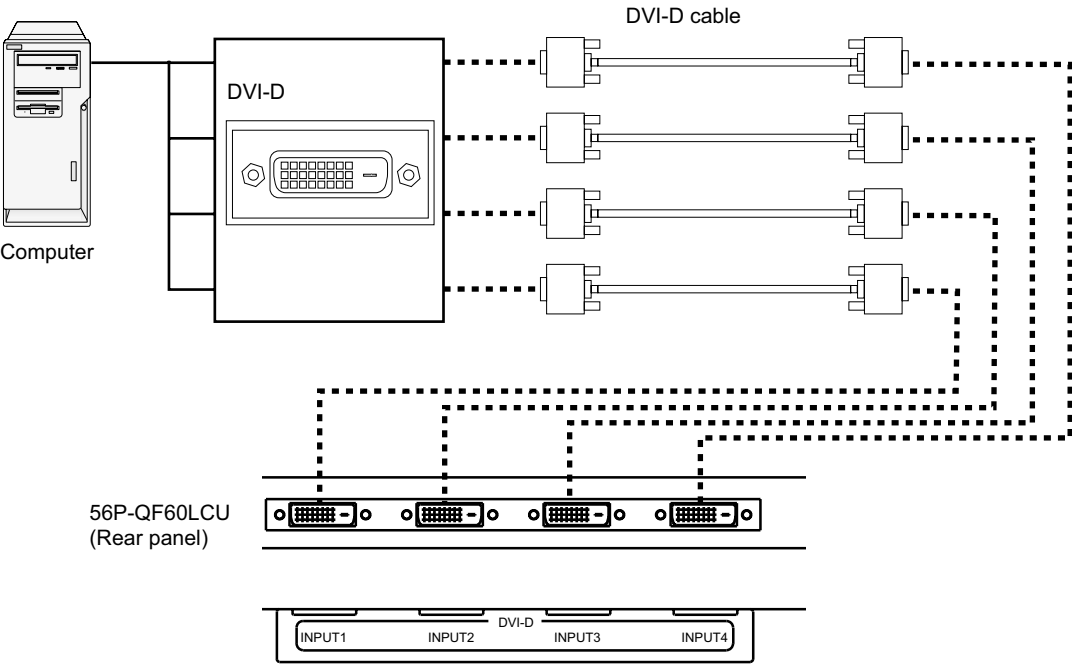 DVI-D cable
DVI-D
Computer
56P-QF60LCU
(Rear panel)
DVI-D
INPUT1 INPUT2 INPUT3 INPUT4